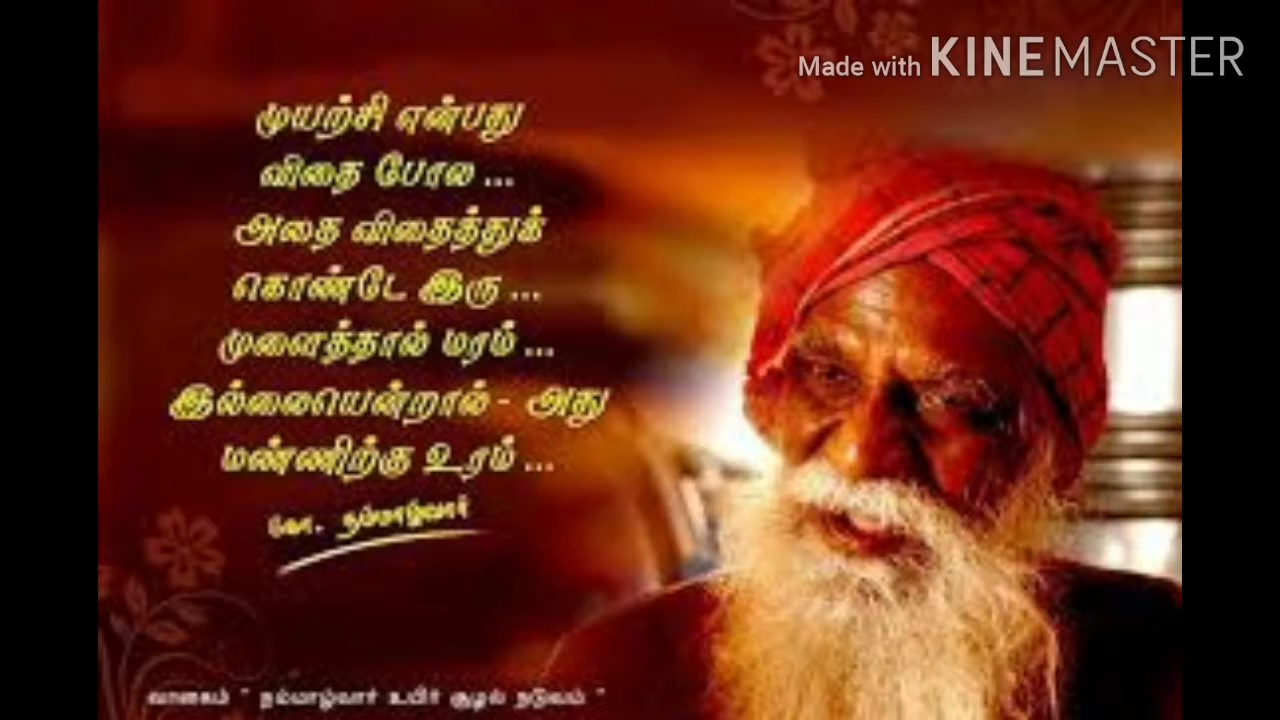 Made with KINEMASTER
முயற்சி என்பது
விதை போல ...
அதை விதைத்துக்
கொண்டே இரு ...
முளைத்தால் மரம் ...
இல்லையென்றால் - அது
மண்ணிற்கு உரம் ...
கோ. நம்மாழ்வார்
வானகம் " நம்மாழ்வார் உயிர் சூழல் நடுவம் "